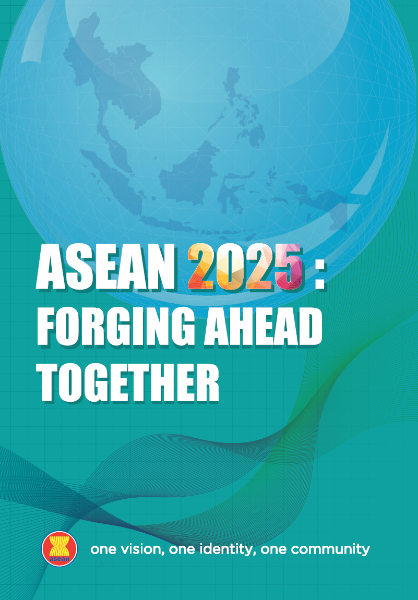 ASEAN 2025 :
FORGING AHEAD
TOGETHER
one vision, one identity, one community